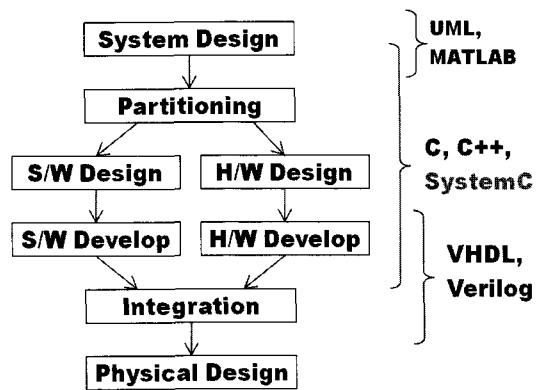 System Design
Partitioning
S/W Design
H/W Design
S/W Develop
H/W Develop
Integration
Physical Design
UML,
MATLAB
C, C++,
SystemC
VHDL,
Verilog